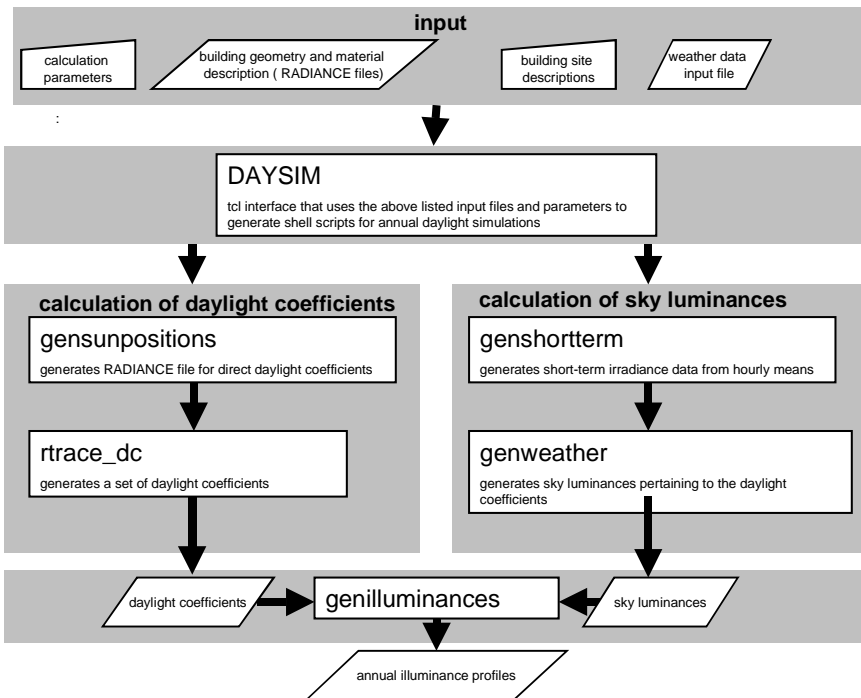 input
calculation
parameters
building geometry and material
description ( RADIANCE files)
building site
descriptions
weather data
input file
:
DAYSIM
tcl interface that uses the above listed input files and parameters to
generate shell scripts for annual daylight simulations
calculation of daylight coefficients
gensunpositions
generates RADIANCE file for direct daylight coefficients
rtrace_dc
generates a set of daylight coefficients
calculation of sky luminances
genshortterm
generates short-term irradiance data from hourly means
genweather
generates sky luminances pertaining to the daylight
coefficients
daylight coefficients
genilluminances
sky luminances
annual illuminance profiles